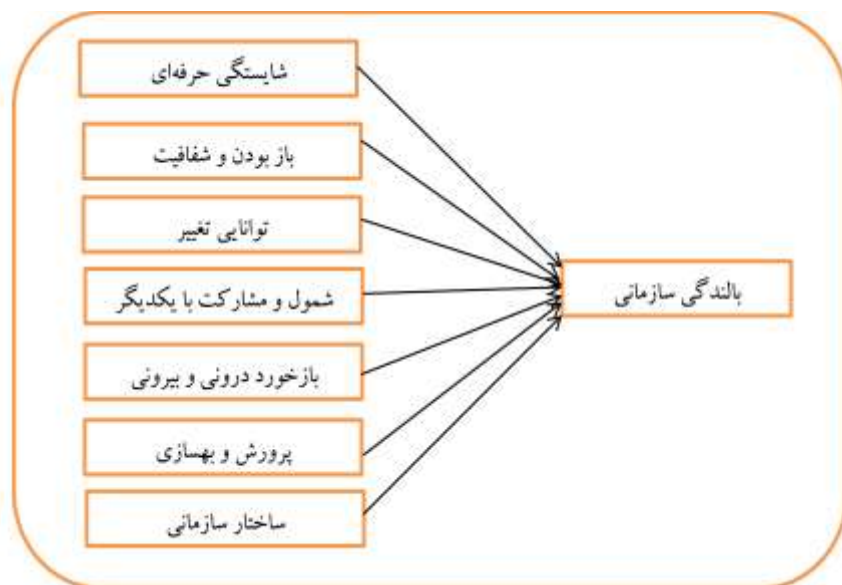 شایستگی حرفه‌ای
باز بودن و شفافیت
توانایی تغییر
شمول و مشارکت با یکدیگر
بازخورد درونی و بیرونی
پرورش و بهسازی
ساختار سازمانی
بالندگی سازمانی